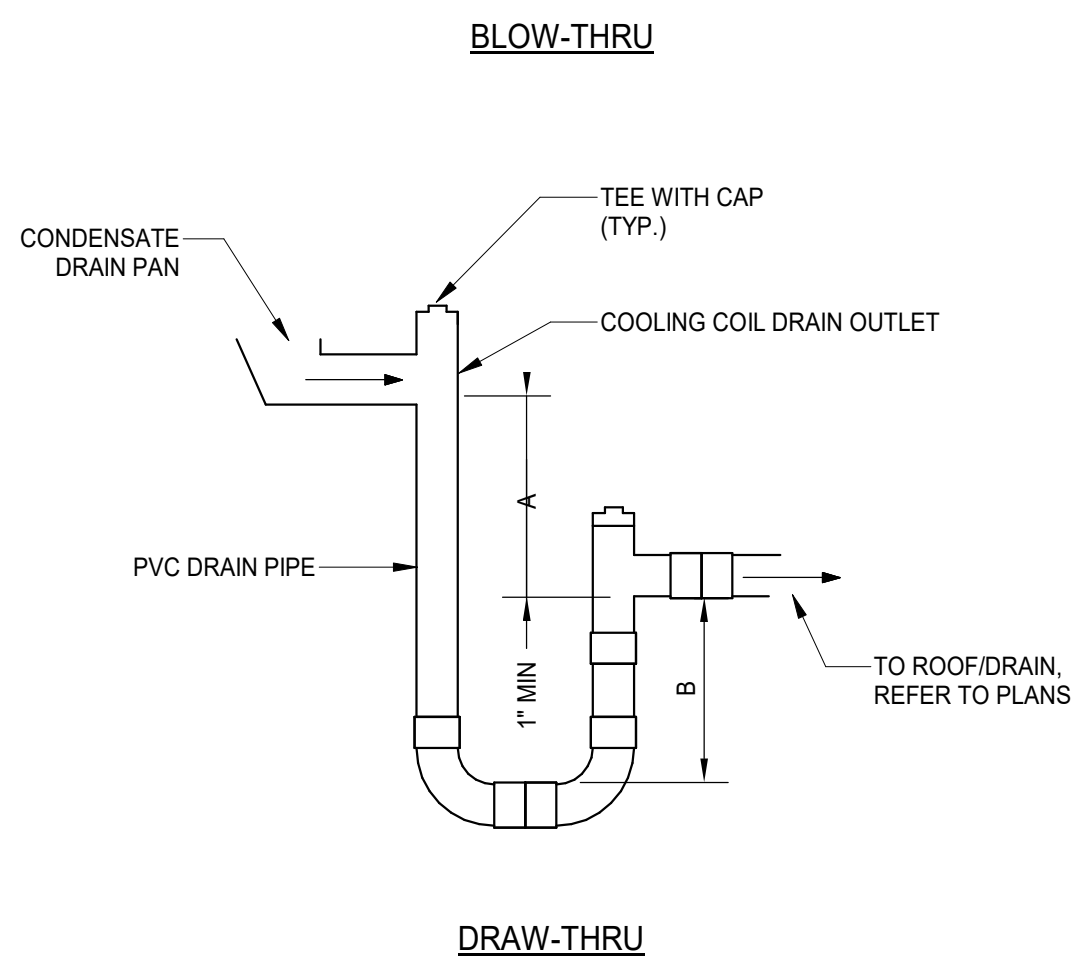 BLOW-THRU
TEE WITH CAP
(TYP.)
CONDENSATE
DRAIN PAN
COOLING COIL DRAIN OUTLET
A
PVC DRAIN PIPE
1" MIN
B
TO ROOF/DRAIN,
REFER TO PLANS
DRAW-THRU